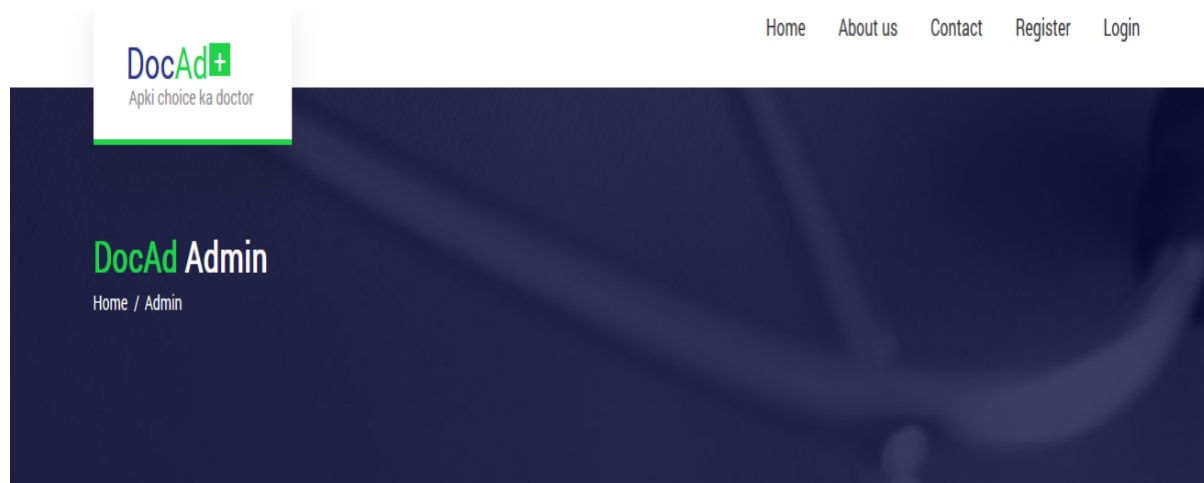 Home About us Contact Register Login
DocAd+
Apki choice ka doctor
DocAd Admin
Home / Admin